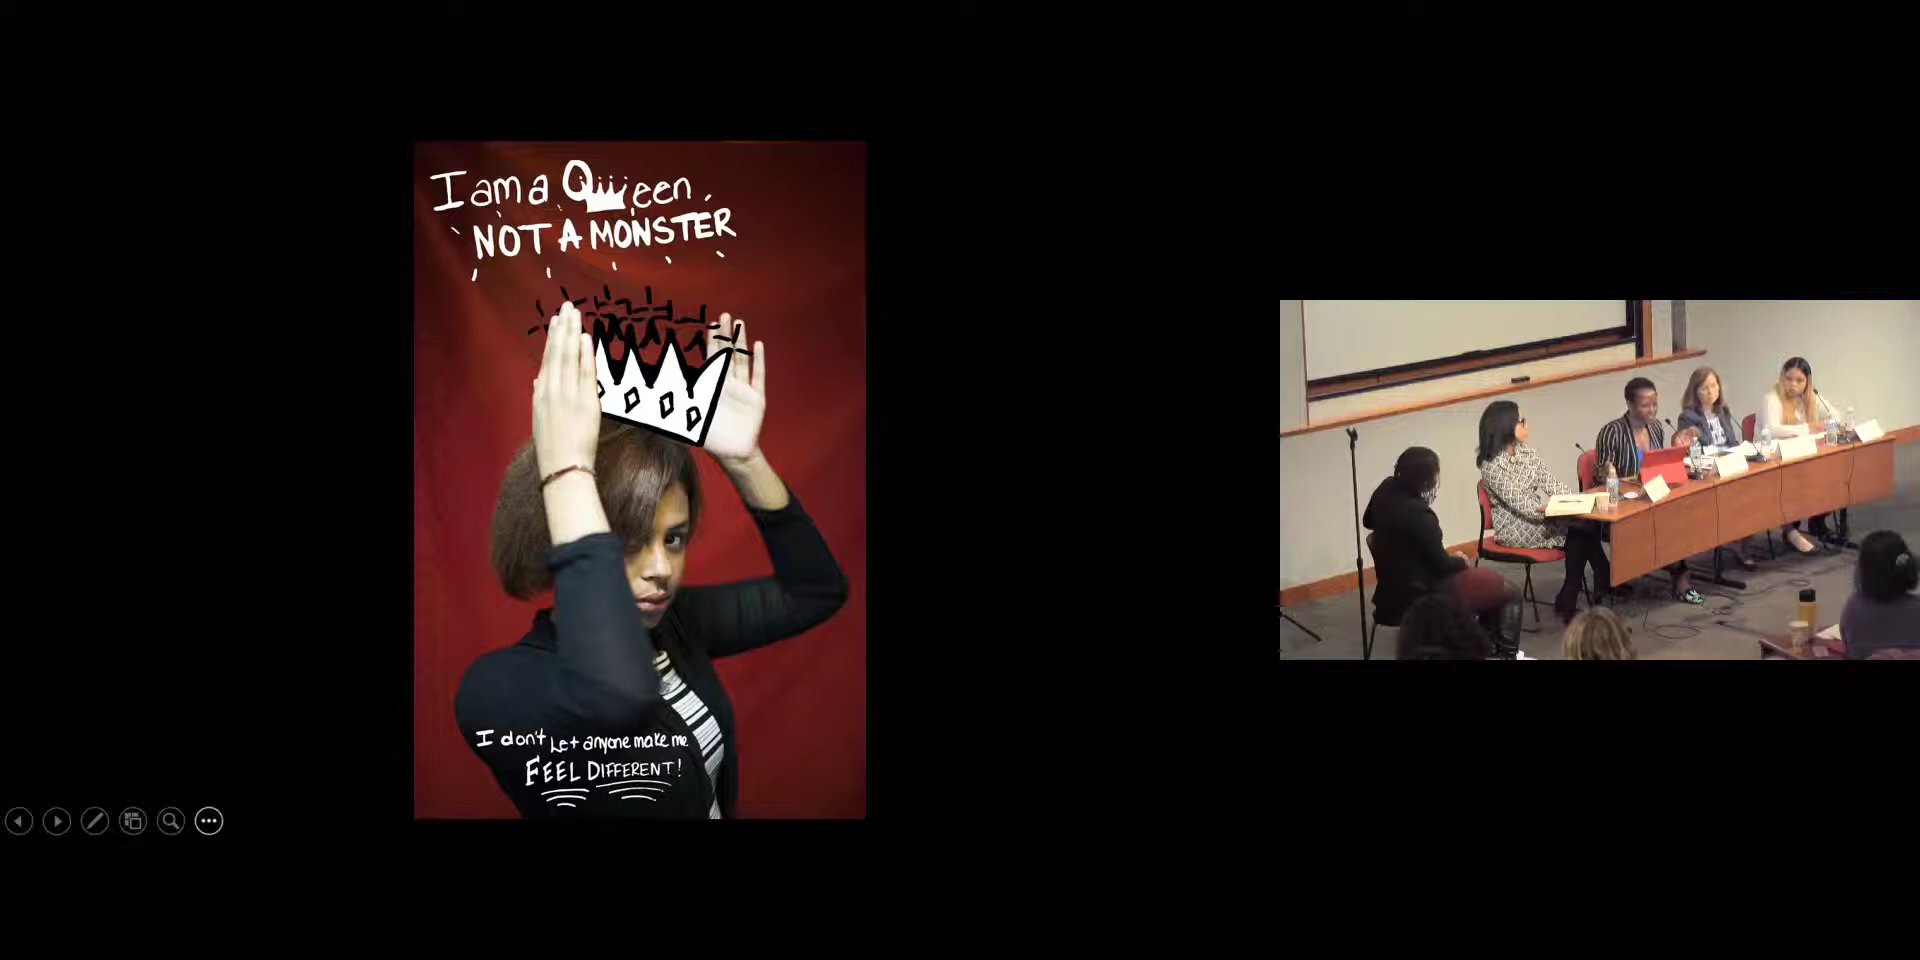 I am a Queen,
NOT A MONSTER
I don't Let anyone make me
FEEL DIFFERENT!